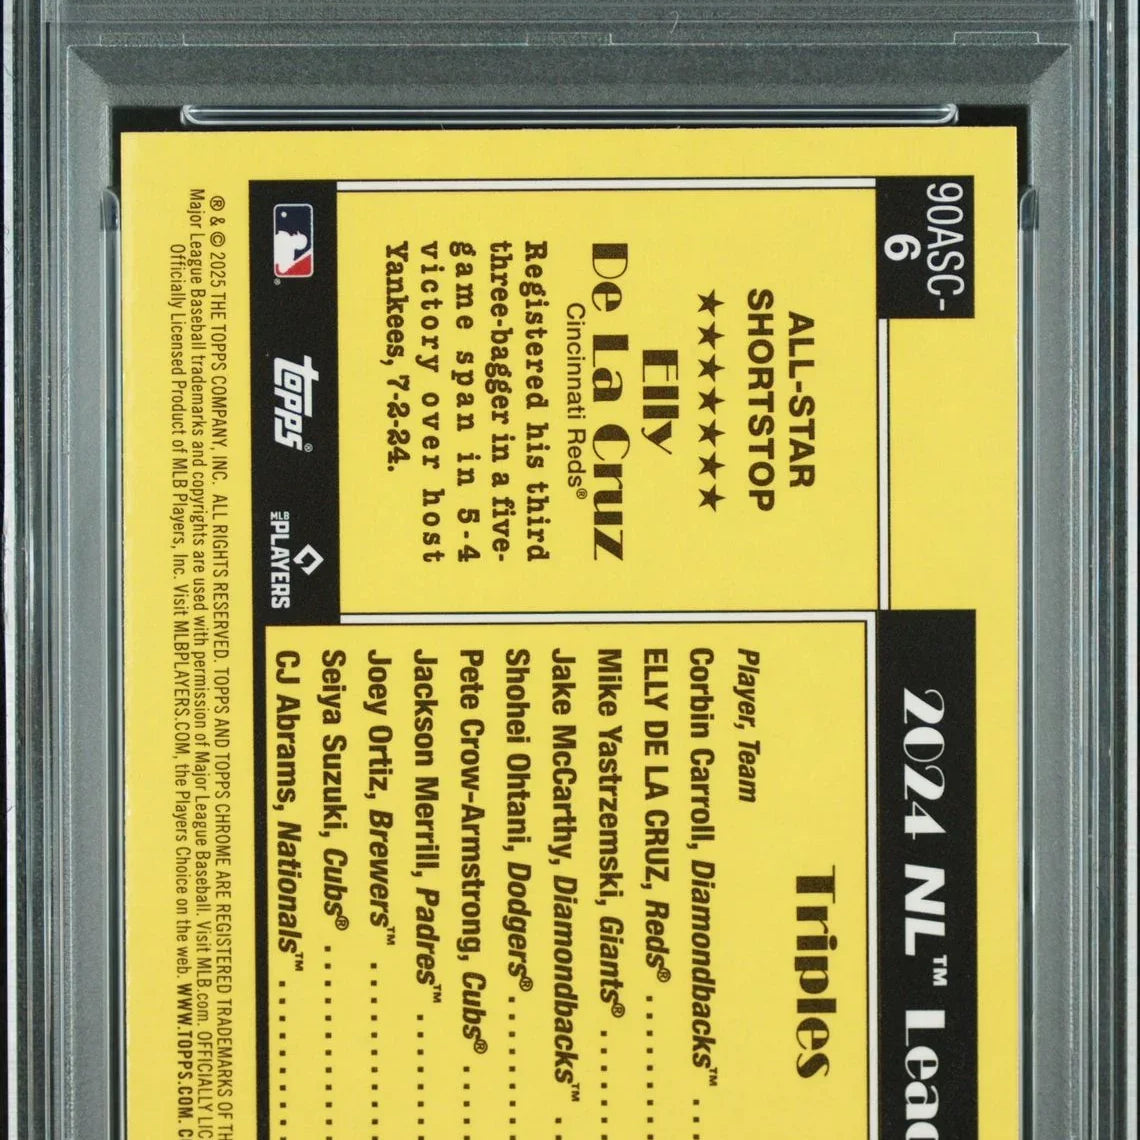 90ASC-
6
ALL-STAR
SHORTSTOP
★★★★★★★
Elly
De La Cruz
Cincinnati Reds®
Registered his third
three-bagger in a five-
game span in 5-4
victory over host
Yankees, 7-2-24.
®
topps®
MLB
PLAYERS
2024 NL™ Leac
Triples
Player, Team
Corbin Carroll, Diamondbacks™ . .
ELLY DE LA CRUZ, Reds® . . . . . . . .
Mike Yastrzemski, Giants® . . . . . . .
Jake McCarthy, Diamondbacks™ . .
Shohei Ohtani, Dodgers® . . . . . . . .
Pete Crow-Armstrong, Cubs® . . . .
Jackson Merrill, Padres™ . . . . . . .
Joey Ortiz, Brewers™ . . . . . . . . . .
Seiya Suzuki, Cubs® . . . . . . . . . . .
CJ Abrams, Nationals™ . . . . . . . . .
® & © 2025 THE TOPPS COMPANY, INC. ALL RIGHTS RESERVED. TOPPS AND TOPPS CHROME ARE REGISTERED TRADEMARKS OF TH
Major League Baseball trademarks and copyrights are used with permission of Major League Baseball. Visit MLB.com. OFFICIALLY LIC
Officially Licensed Product of MLB Players, Inc. Visit MLBPLAYERS.COM, the Players Choice on the web. WWW.TOPPS.COM. C